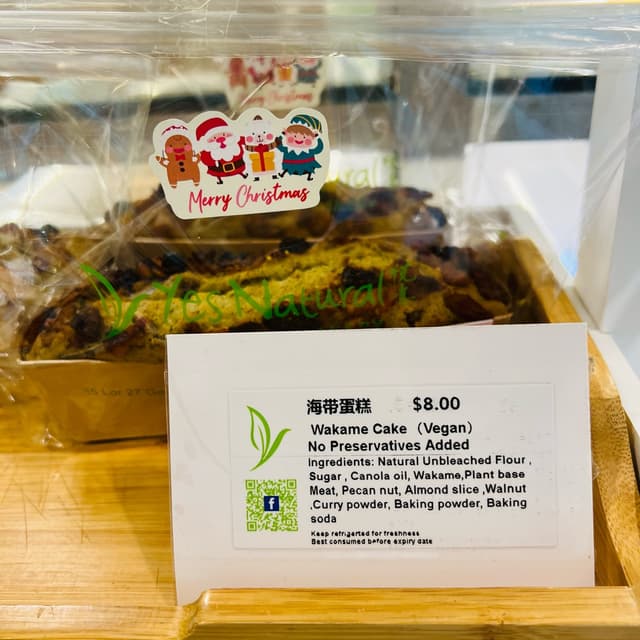 Merry Christmas
Yes Natural
海带蛋糕 $8.00
Wakame Cake (Vegan)
No Preservatives Added
Ingredients: Natural Unbleached Flour ,
Sugar , Canola oil, Wakame,Plant base
Meat, Pecan nut, Almond slice ,Walnut
,Curry powder, Baking powder, Baking
soda
Keep refrigerted for freshness
Best consumed before expiry date